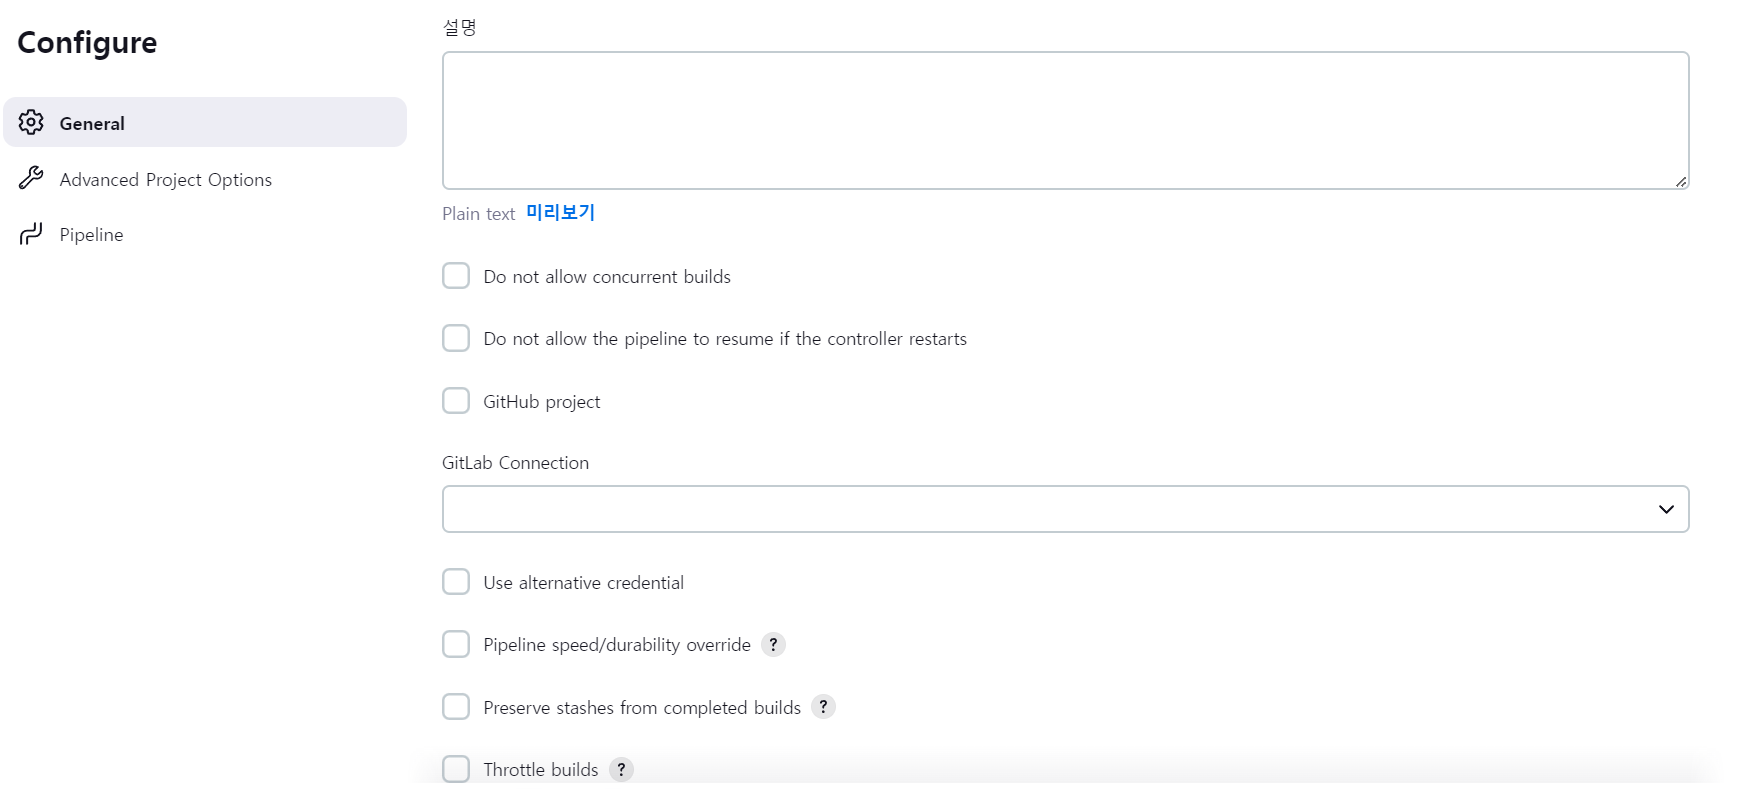 Configure
General
Advanced Project Options
Pipeline
설명
Plain text 미리보기
Do not allow concurrent builds
Do not allow the pipeline to resume if the controller restarts
GitHub project
GitLab Connection
Use alternative credential
Pipeline speed/durability override ?
Preserve stashes from completed builds ?
Throttle builds ?